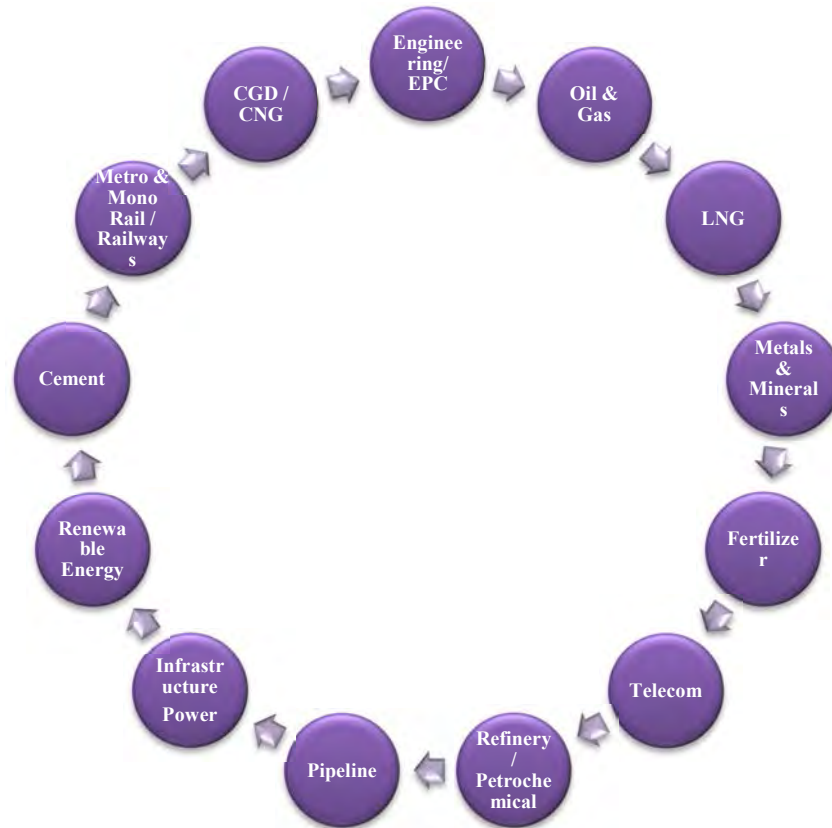 Enginee
ring/
EPC
Oil &
Gas
LNG
Metals
&
Mineral
s
Fertilize
r
Telecom
Refinery
/
Petroche
mical
Pipeline
Infrastr
ucture
Power
Renewa
ble
Energy
Cement
Metro &
Mono
Rail /
Railway
s
CGD /
CNG